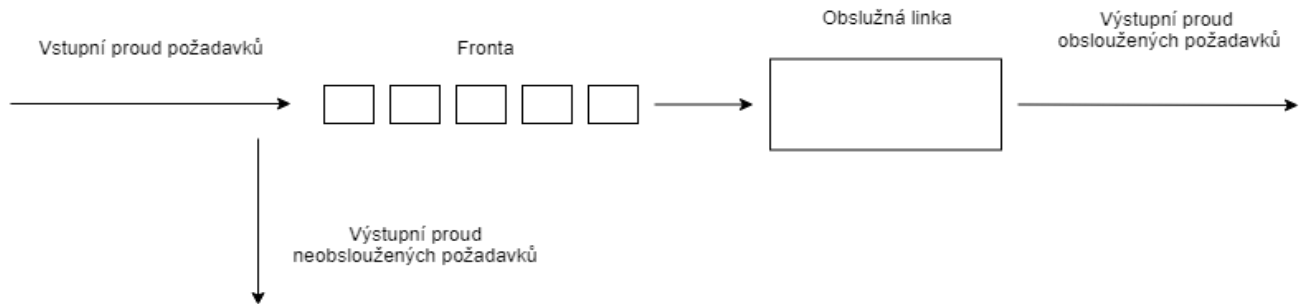 Vstupní proud požadavků
Fronta
Obslužná linka
Výstupní proud
obsloužených požadavků
Výstupní proud
neobsloužených požadavků